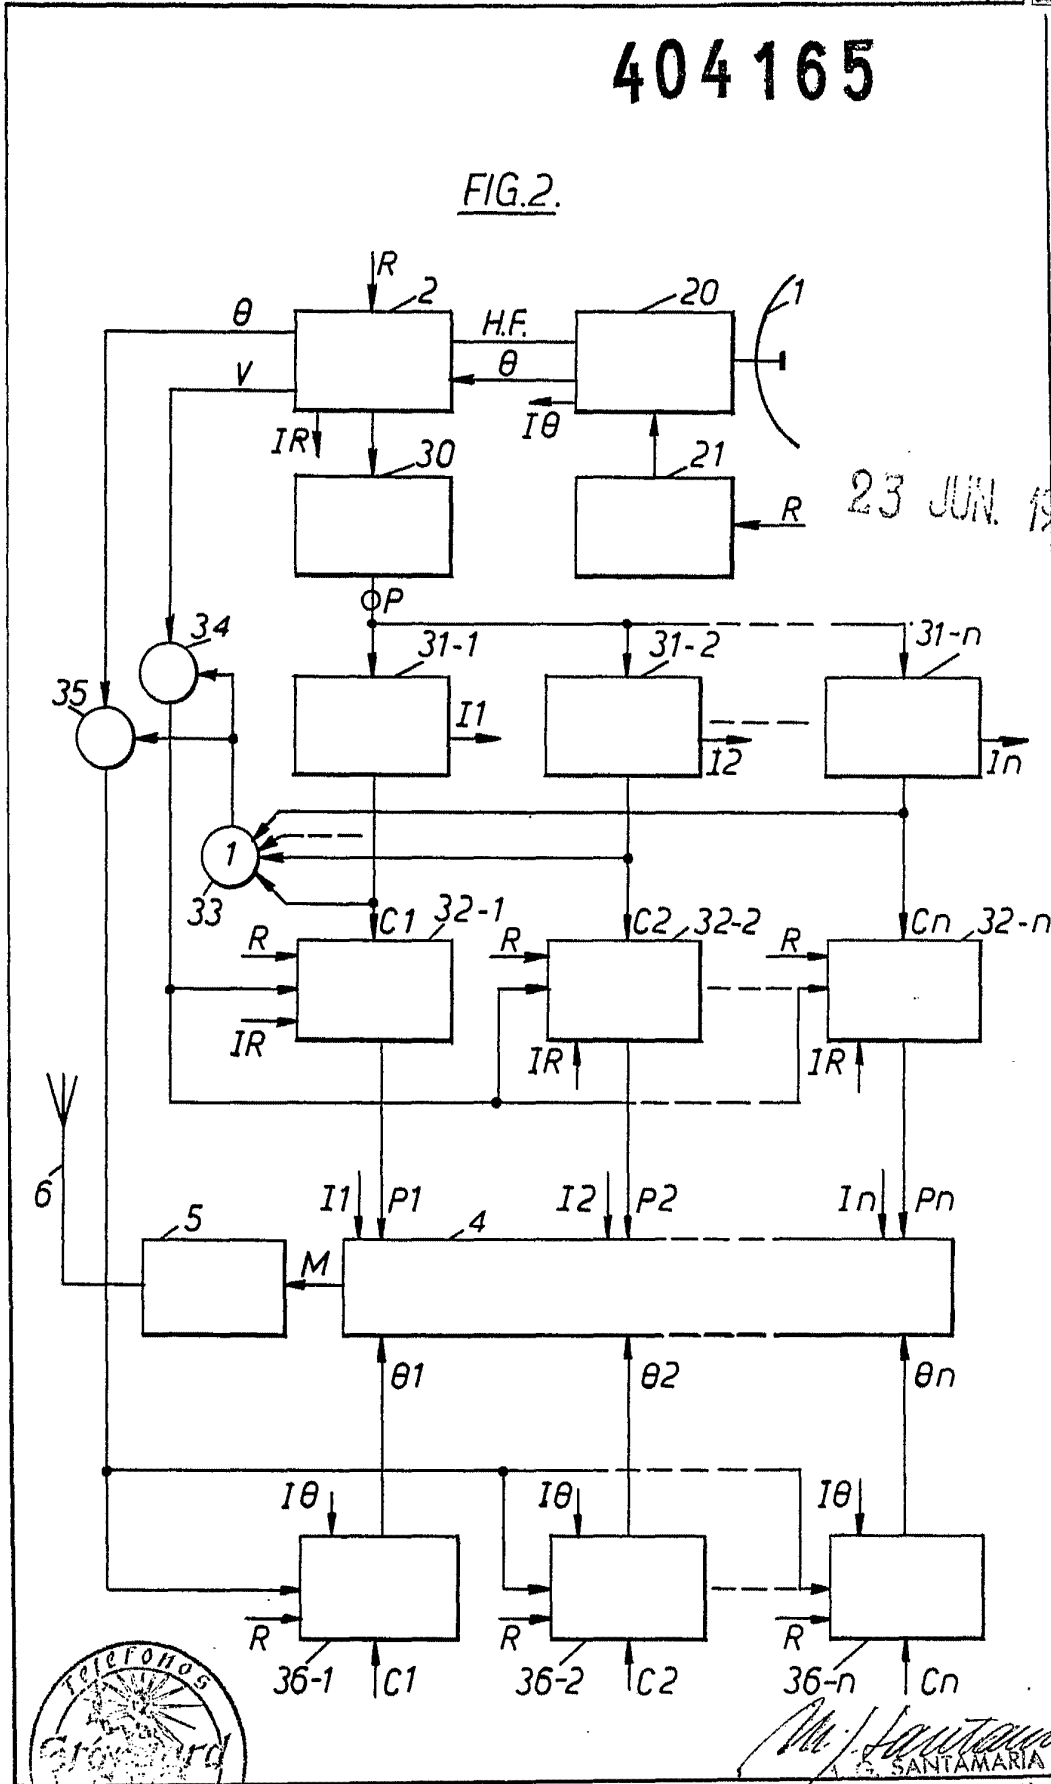 404165
FIG.2.
R
θ 2 20 1
H.F.
V θ
Iθ
IR 30 21
R
23 JUN. 19
P
34 31-1 31-2 31-n
35
I1 I2 In
1
33 C1 32-1 C2 32-2 Cn 32-n
R R R
IR IR IR
6 I1 P1 I2 P2 In Pn
5 4
M
θ1 θ2 θn
Iθ Iθ Iθ
R R R
36-1 C1 36-2 C2 36-n Cn
Teléfonos
SANTAMARIA